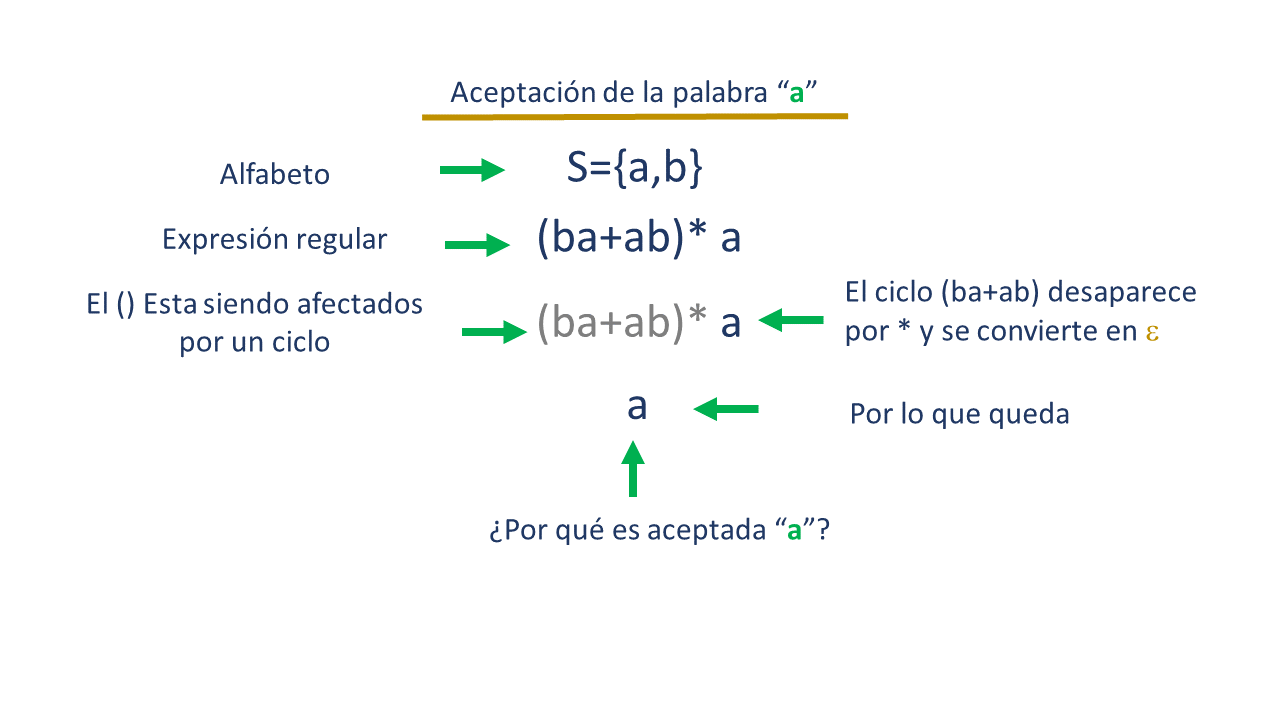 Aceptación de la palabra “a”
Alfabeto
S={a,b}
Expresión regular
(ba+ab)* a
El () Esta siendo afectados
por un ciclo
(ba+ab)* a
El ciclo (ba+ab) desaparece
por * y se convierte en ε
a
Por lo que queda
¿Por qué es aceptada “a”?